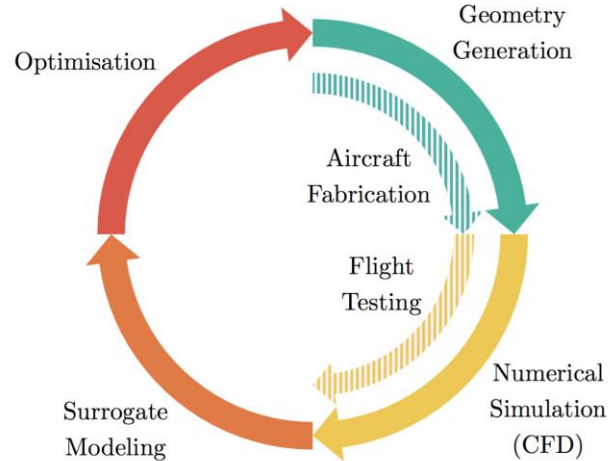 Geometry
Generation
Optimisation
Aircraft
Fabrication
Flight
Testing
Numerical
Simulation
(CFD)
Surrogate
Modeling